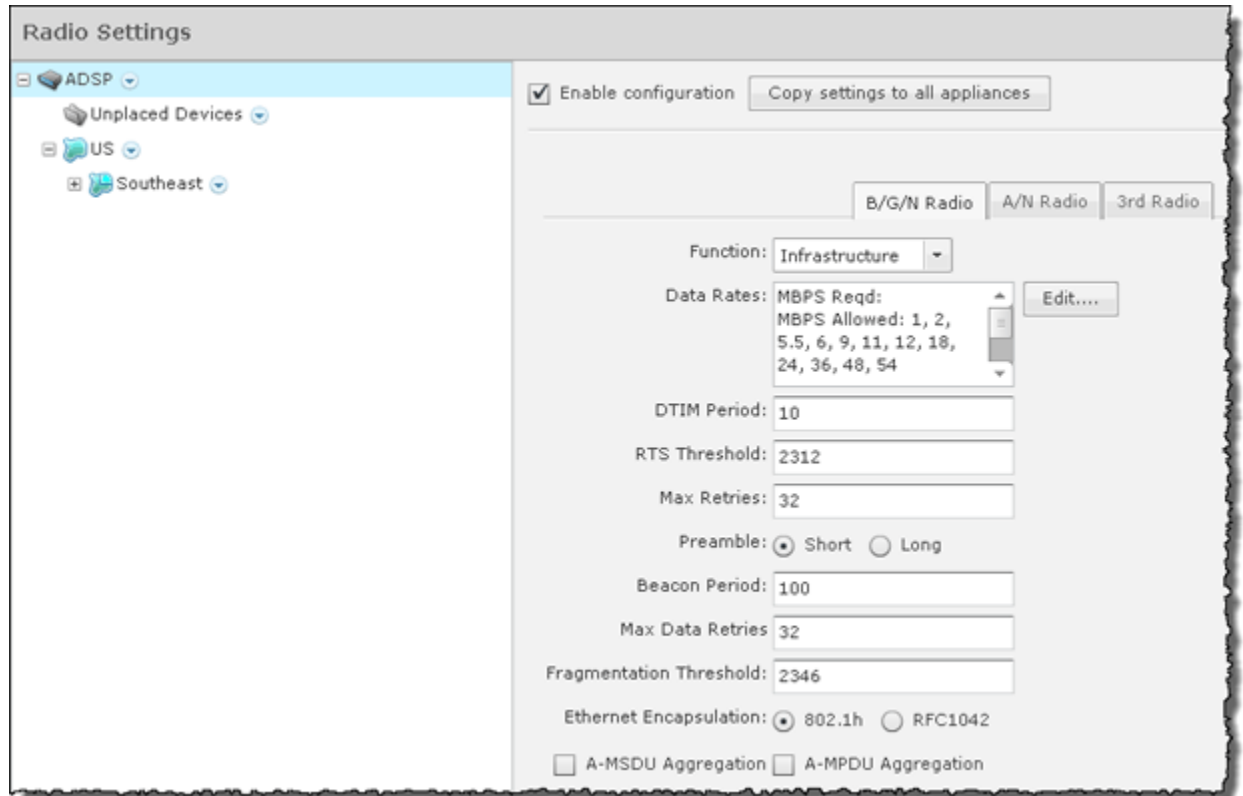 Radio Settings
ADSP
Unplaced Devices
US
Southeast
Enable configuration
Copy settings to all appliances
B/G/N Radio
A/N Radio
3rd Radio
Function: Infrastructure
Data Rates: MBPS Reqd:
MBPS Allowed: 1, 2,
5.5, 6, 9, 11, 12, 18,
24, 36, 48, 54
Edit....
DTIM Period: 10
RTS Threshold: 2312
Max Retries: 32
Preamble: Short Long
Beacon Period: 100
Max Data Retries 32
Fragmentation Threshold: 2346
Ethernet Encapsulation: 802.1h RFC1042
A-MSDU Aggregation A-MPDU Aggregation